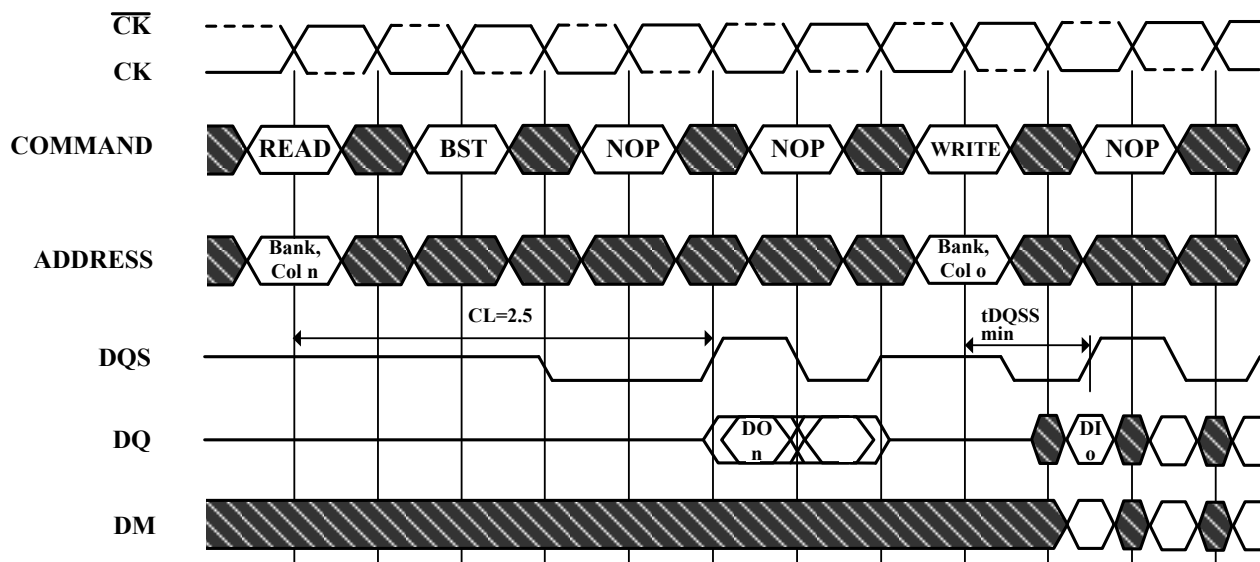 CK
CK
COMMAND
READ
BST
NOP
NOP
WRITE
NOP
ADDRESS
Bank,
Col n
Bank,
Col o
CL=2.5
tDQSS
min
DQS
DQ
DO
n
DI
o
DM